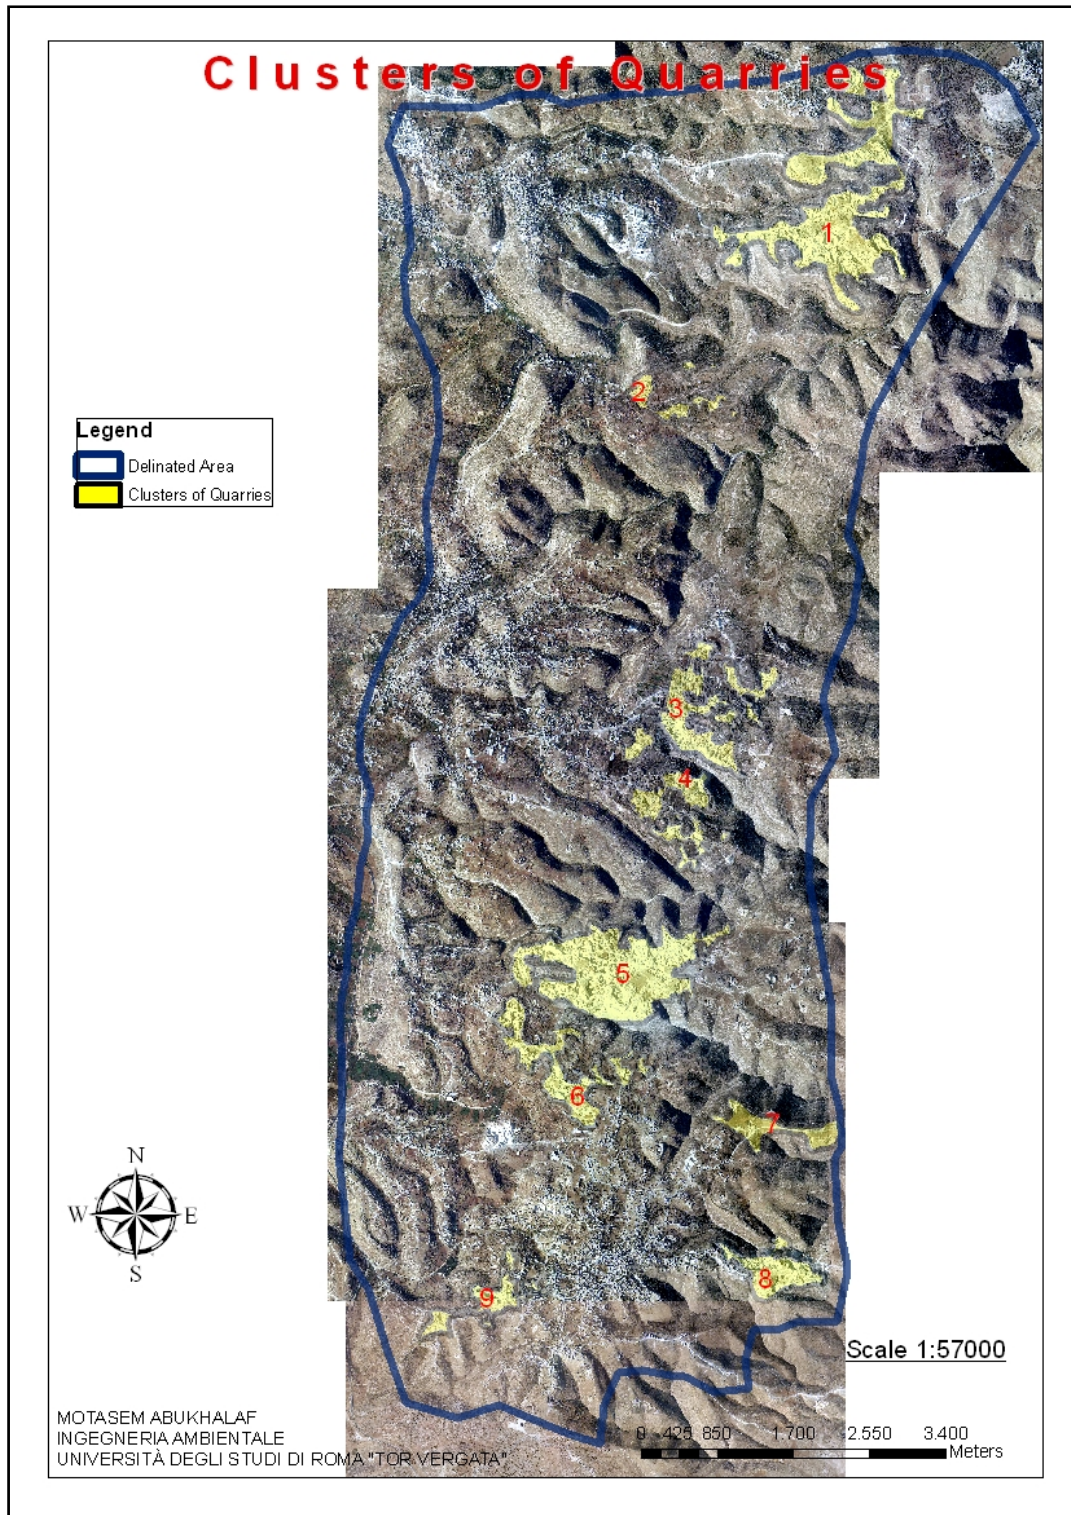 Clusters of Quarries
1
2
Legend
Delinated Area
Clusters of Quarries
3
4
5
6
7
N
W E
S
8
9
Scale 1:57000
MOTASEM ABUKHALAF
INGEGNERIA AMBIENTALE
UNIVERSITÀ DEGLI STUDI DI ROMA "TOR VERGATA"
0 425 850 1.700 2.550 3.400
Meters